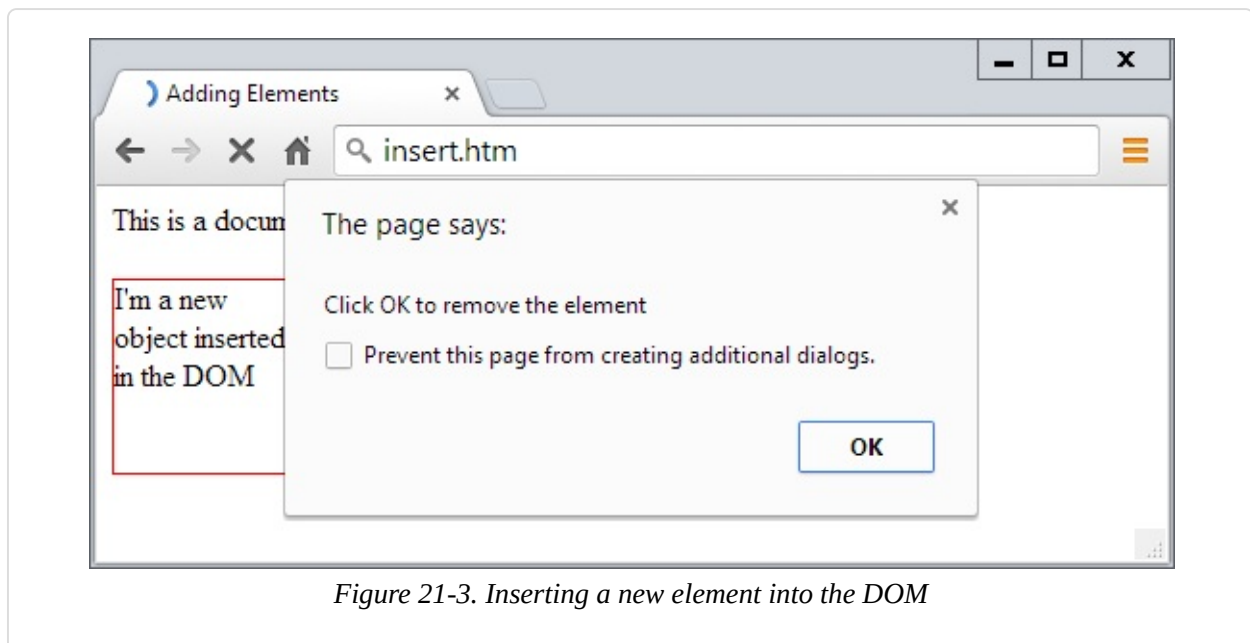 Adding Elements
insert.htm
This is a docum
The page says:
Click OK to remove the element
Prevent this page from creating additional dialogs.
OK
I'm a new
object inserted
in the DOM
Figure 21-3. Inserting a new element into the DOM